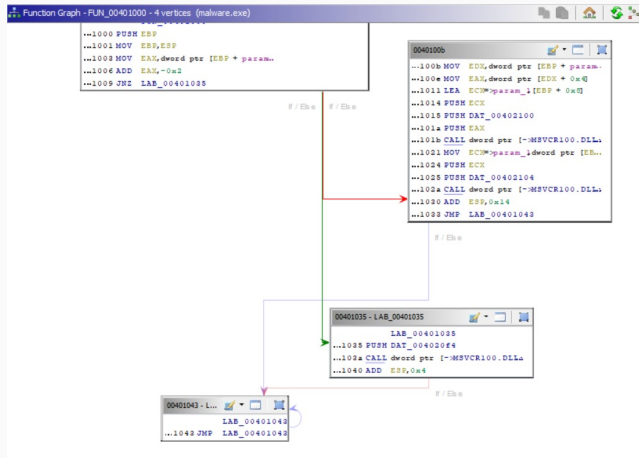 Function Graph - FUN_00401000 - 4 vertices (malware.exe)
...1000 PUSH EBP
...1001 MOV EBP,ESP
...1003 MOV EAX,dword ptr [EBP + param...
...1006 ADD EAX,-0x2
...1009 JNZ LAB_00401035
If / Else If / Else
0040100b
...100b MOV EDX,dword ptr [EBP + param...
...100e MOV EAX,dword ptr [EDX + 0x4]
...1011 LEA ECX=>param_1,[EBP + 0x8]
...1014 PUSH ECX
...1015 PUSH DAT_00402100
...101a PUSH EAX
...101b CALL dword ptr [->MSVCR100.DLL...
...1021 MOV ECX=>param_1,dword ptr [EB...
...1024 PUSH ECX
...1025 PUSH DAT_00402104
...102a CALL dword ptr [->MSVCR100.DLL...
...1030 ADD ESP,0x14
...1033 JMP LAB_00401043
If / Else
00401035 - LAB_00401035
LAB_00401035
...1035 PUSH DAT_004020f4
...103a CALL dword ptr [->MSVCR100.DLL...
...1040 ADD ESP,0x4
If / Else
00401043 - L...
LAB_00401043
...1043 JMP LAB_00401043